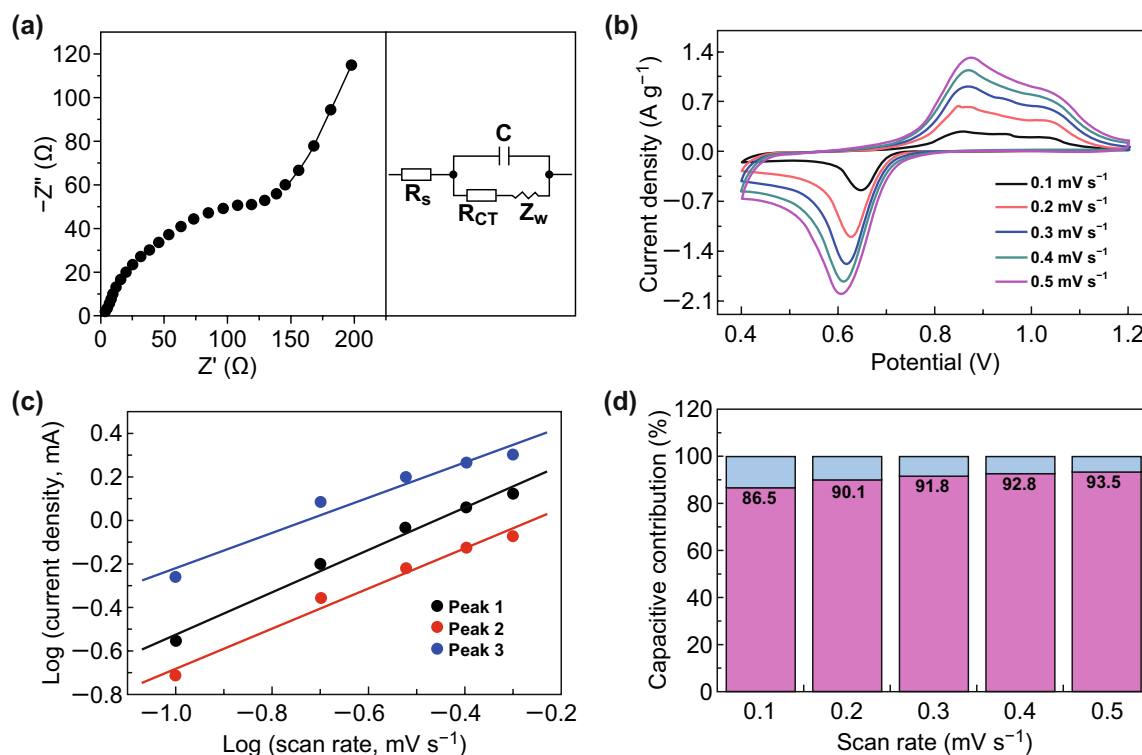 (a)
120
100
80
60
40
20
0
−Z″ (Ω)
0 50 100 150 200
Z' (Ω)
C
Rs
RCT
Zw
(b)
1.4
0.7
0.0
−0.7
−1.4
−2.1
Current density (A g−1)
0.1 mV s−1
0.2 mV s−1
0.3 mV s−1
0.4 mV s−1
0.5 mV s−1
0.4 0.6 0.8 1.0 1.2
Potential (V)
(c)
0.4
0.2
0.0
−0.2
−0.4
−0.6
−0.8
Log (current density, mA)
Peak 1
Peak 2
Peak 3
−1.0 −0.8 −0.6 −0.4 −0.2
Log (scan rate, mV s−1)
(d)
120
100
80
60
40
20
0
Capacitive contribution (%)
86.5 90.1 91.8 92.8 93.5
0.1 0.2 0.3 0.4 0.5
Scan rate (mV s−1)